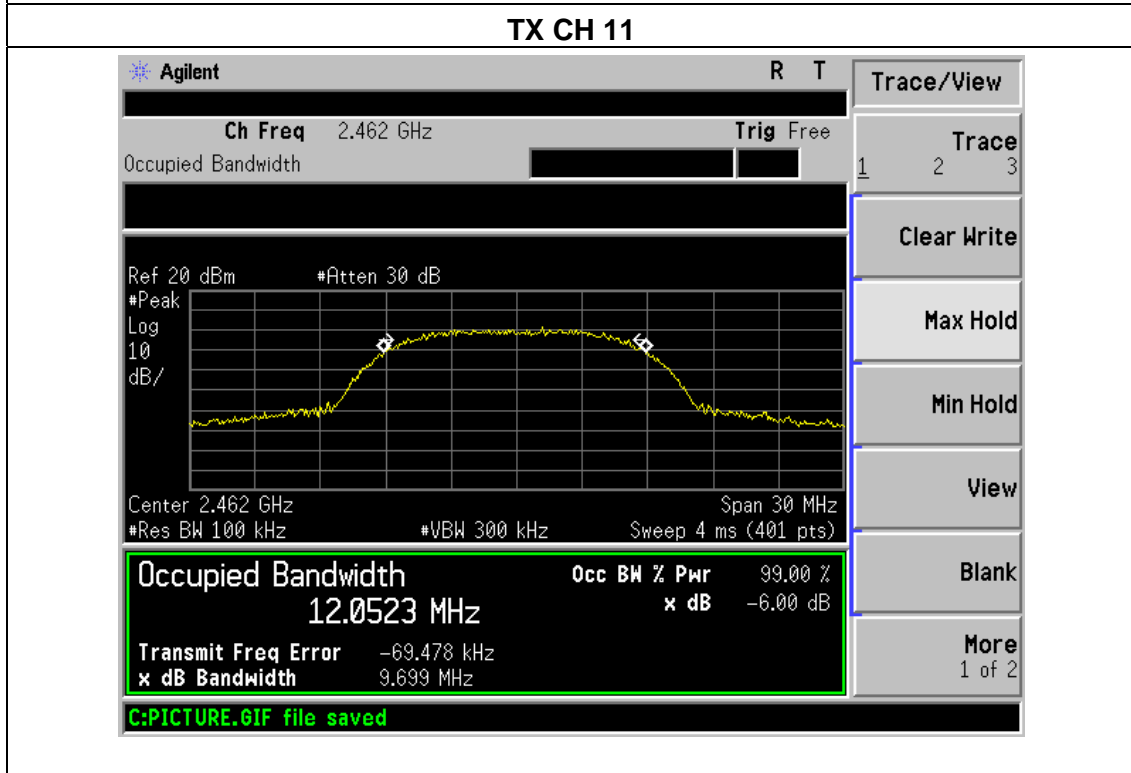 TX CH 11
Agilent R T
Ch Freq 2.462 GHz Trig Free
Occupied Bandwidth
Ref 20 dBm #Atten 30 dB
#Peak
Log
10
dB/
Center 2.462 GHz Span 30 MHz
#Res BW 100 kHz #VBW 300 kHz Sweep 4 ms (401 pts)
Occupied Bandwidth Occ BW % Pwr 99.00 %
12.0523 MHz x dB -6.00 dB
Transmit Freq Error -69.478 kHz
x dB Bandwidth 9.699 MHz
C:PICTURE.GIF file saved
Trace/View
Trace
1 2 3
Clear Write
Max Hold
Min Hold
View
Blank
More
1 of 2